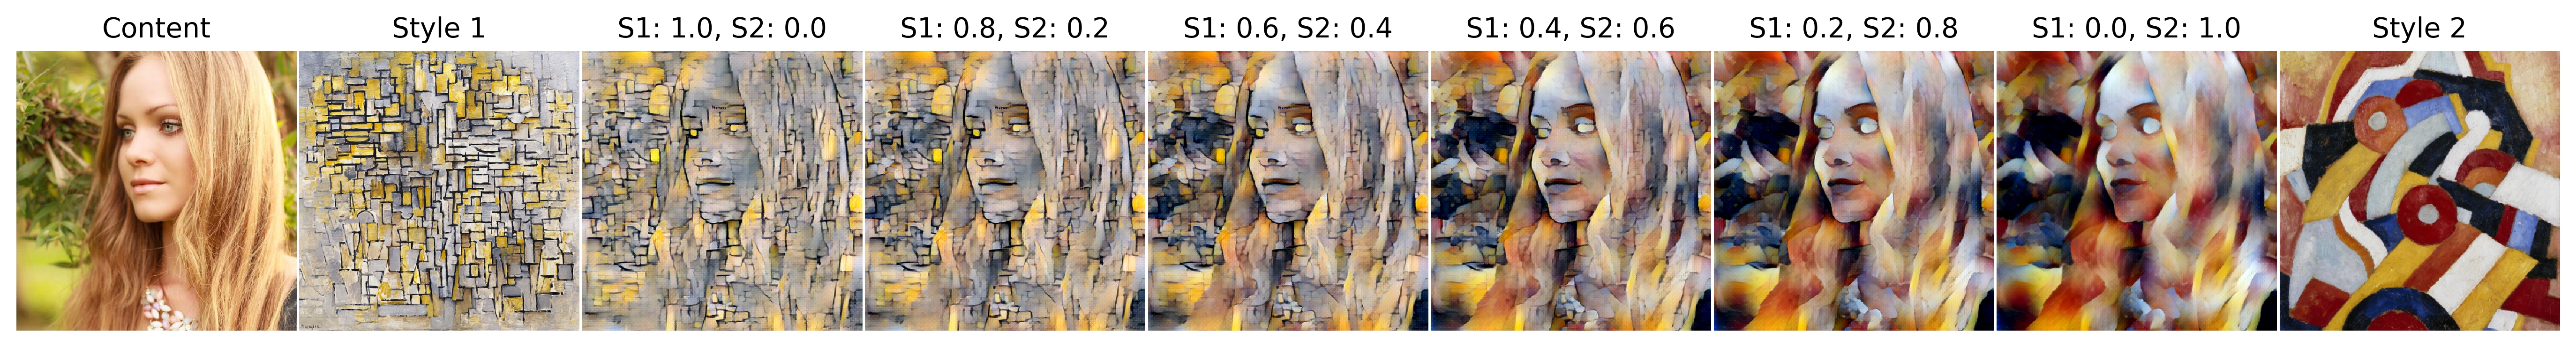 Content
Style 1
S1: 1.0, S2: 0.0
S1: 0.8, S2: 0.2
S1: 0.6, S2: 0.4
S1: 0.4, S2: 0.6
S1: 0.2, S2: 0.8
S1: 0.0, S2: 1.0
Style 2